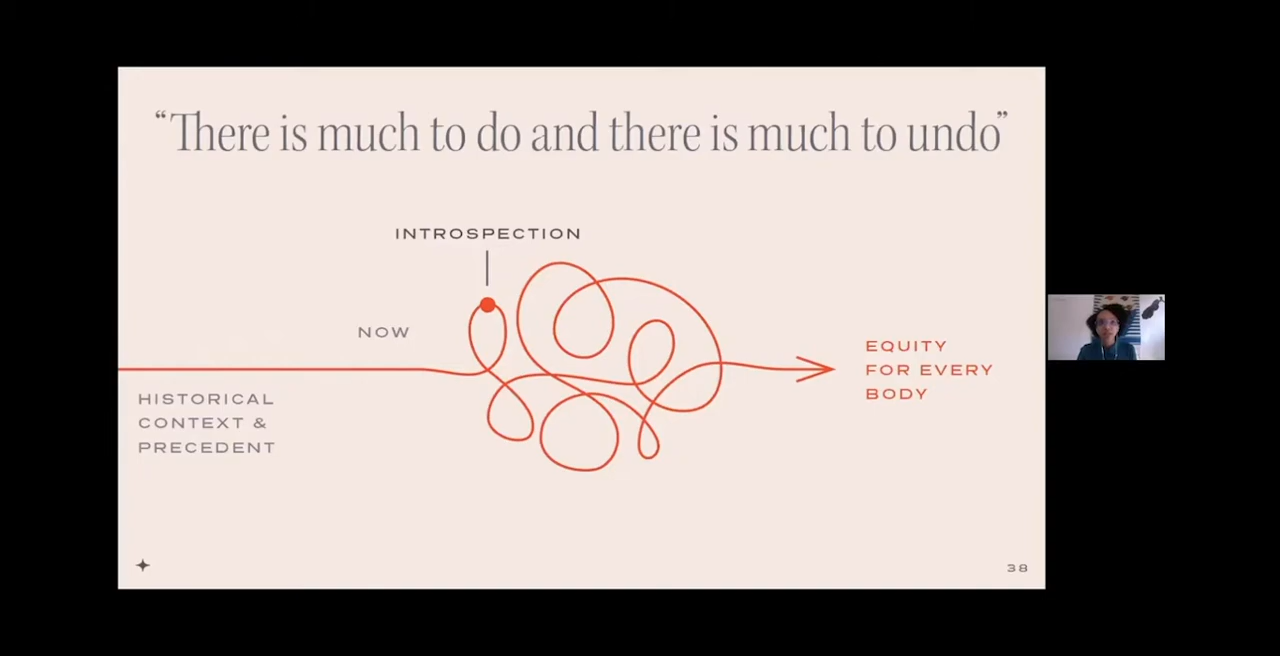 “There is much to do and there is much to undo”
INTROSPECTION
NOW
HISTORICAL
CONTEXT &
PRECEDENT
EQUITY
FOR EVERY
BODY
38